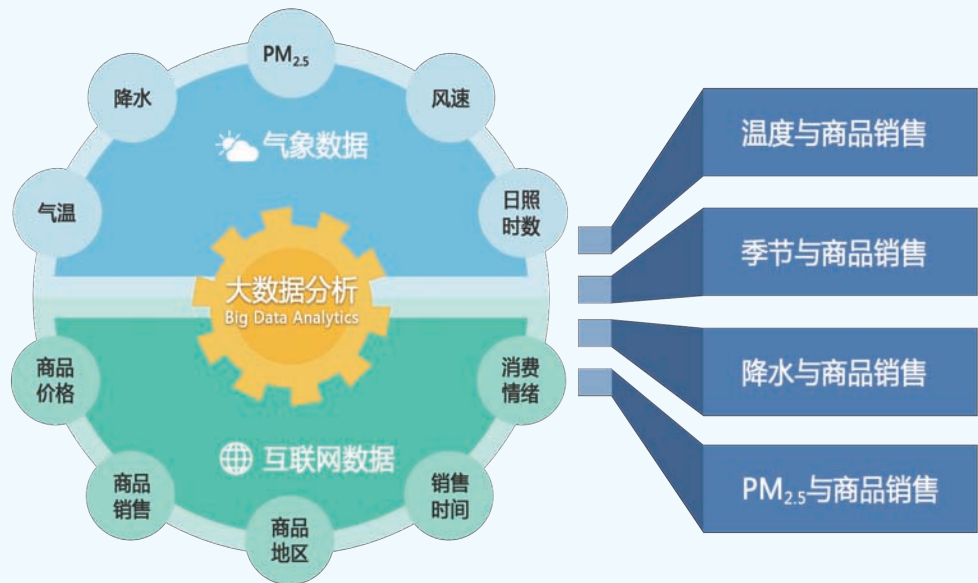 PM2.5
降水
风速
气象数据
气温
日照
时数
大数据分析
Big Data Analytics
商品
价格
消费
情绪
互联网数据
商品
销售
销售
时间
商品
地区
温度与商品销售
季节与商品销售
降水与商品销售
PM2.5与商品销售